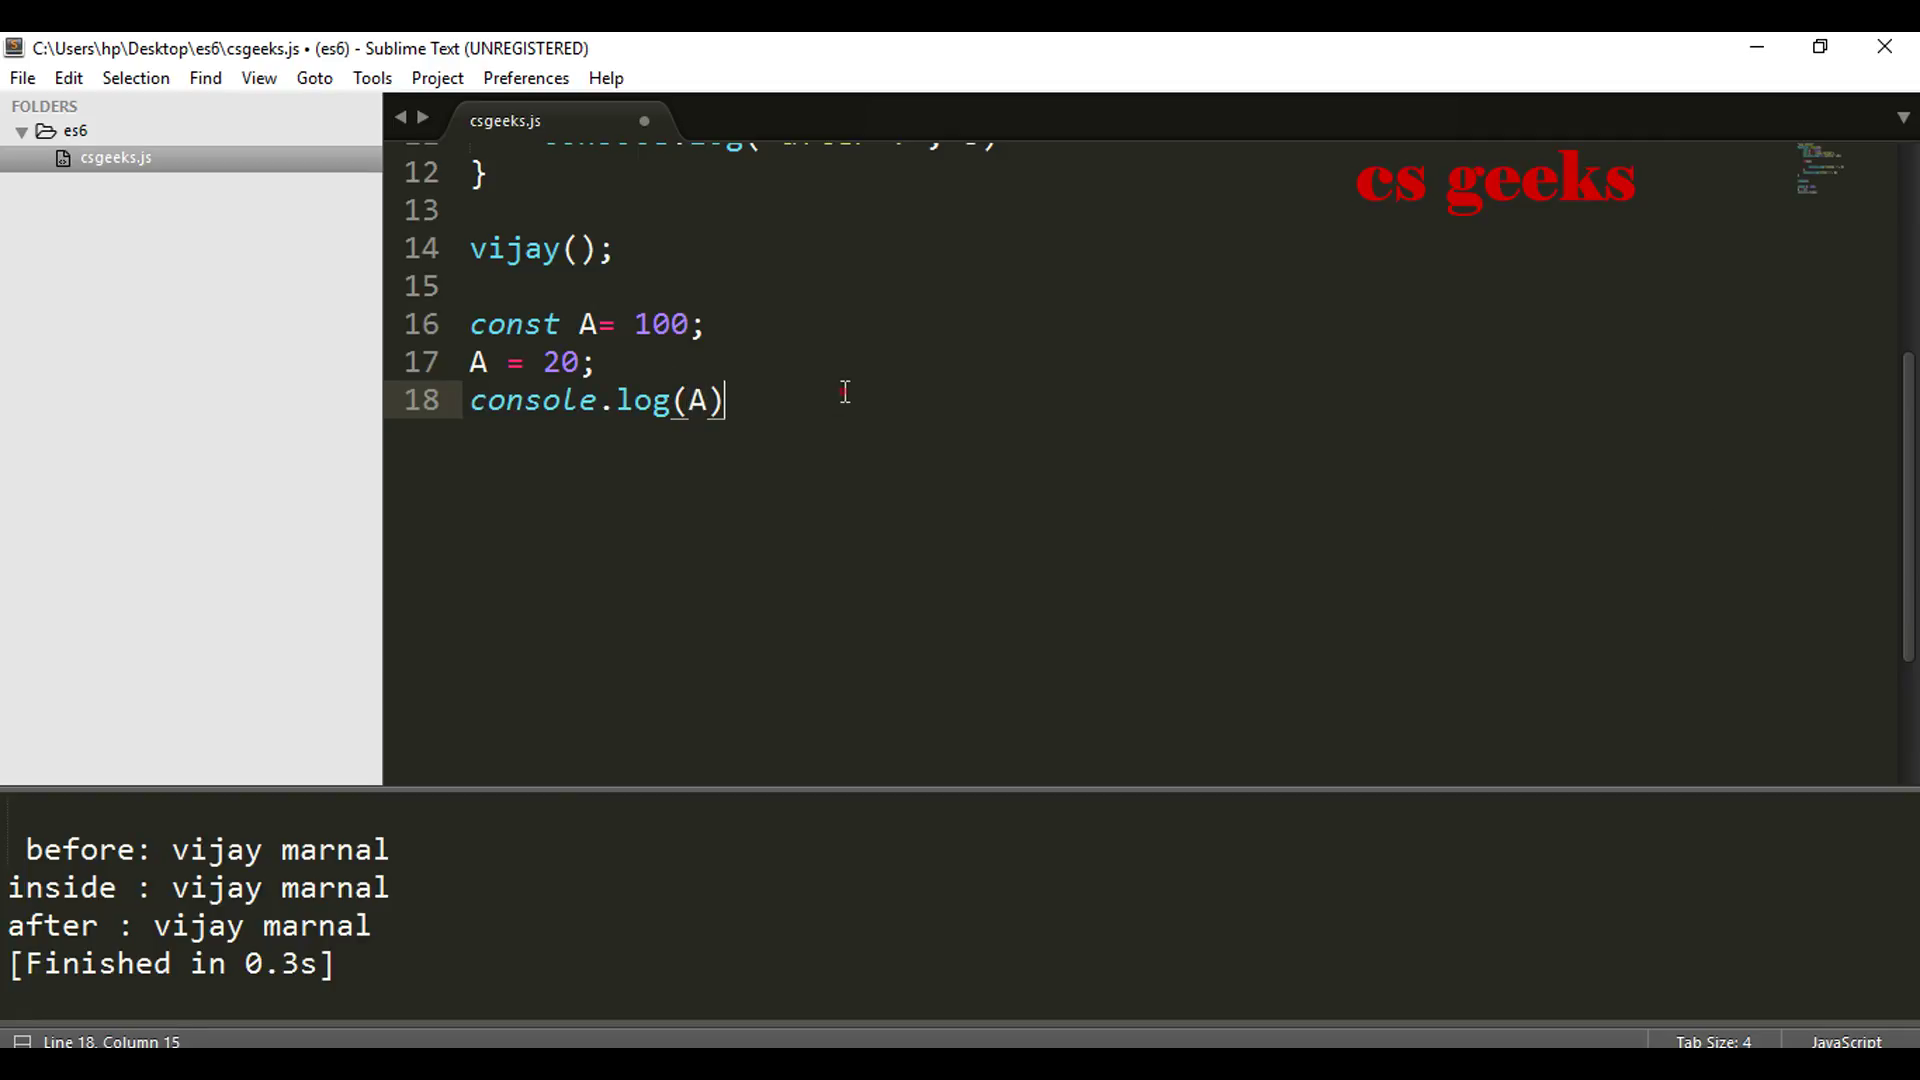 C:\Users\hp\Desktop\es6\csgeeks.js • (es6) - Sublime Text (UNREGISTERED)
File Edit Selection Find View Goto Tools Project Preferences Help
FOLDERS
es6
csgeeks.js
csgeeks.js
cs geeks
12 }
13
14 vijay();
15
16 const A= 100;
17 A = 20;
18 console.log(A)
before: vijay marnal
inside : vijay marnal
after : vijay marnal
[Finished in 0.3s]
Line 18, Column 15
Tab Size: 4
JavaScript